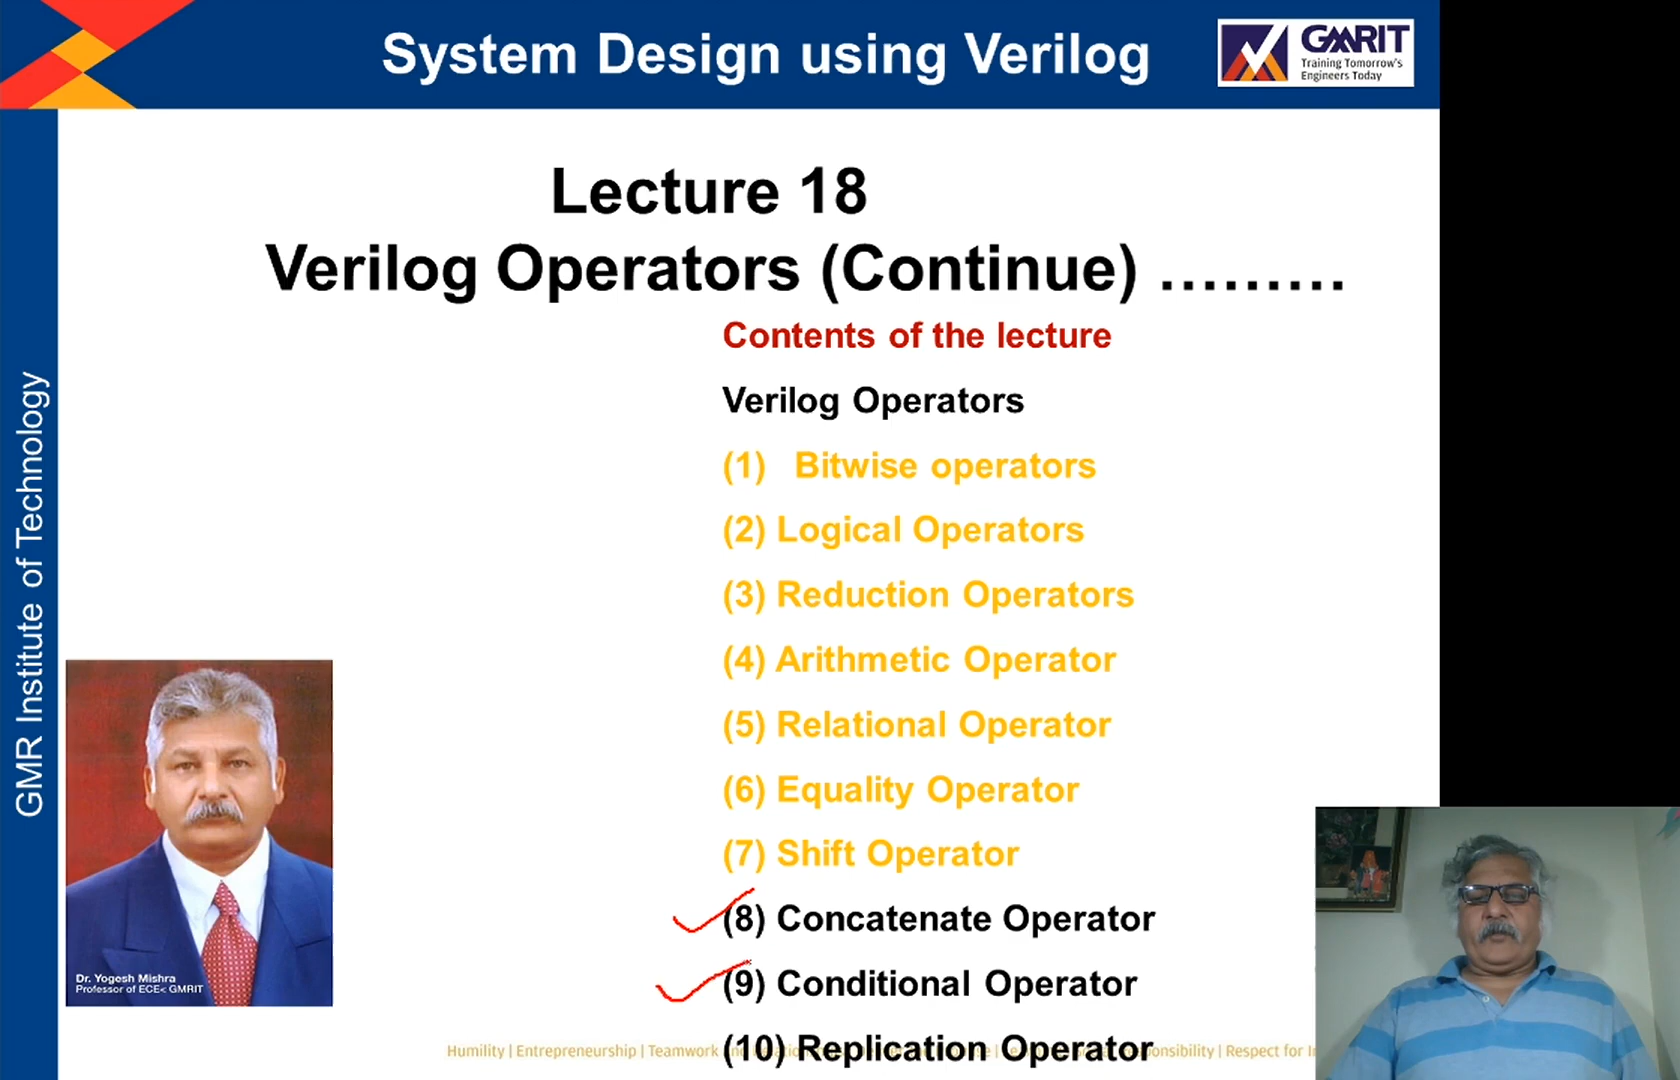 System Design using Verilog
GMRIT
Training Tomorrow's
Engineers Today
Lecture 18
Verilog Operators (Continue) .........
Contents of the lecture
Verilog Operators
(1) Bitwise operators
(2) Logical Operators
(3) Reduction Operators
(4) Arithmetic Operator
(5) Relational Operator
(6) Equality Operator
(7) Shift Operator
(8) Concatenate Operator
(9) Conditional Operator
(10) Replication Operator
GMR Institute of Technology
Dr. Yogesh Mishra
Professor of ECE< GMRIT
Humility | Entrepreneurship | Teamwork
| Respect for